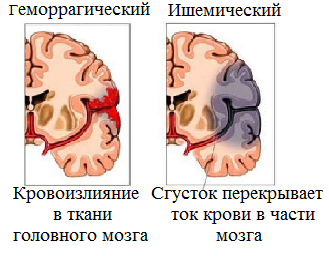 Геморрагический
Ишемический
Кровоизлияние
в ткани
головного мозга
Сгусток перекрывает
ток крови в части
мозга